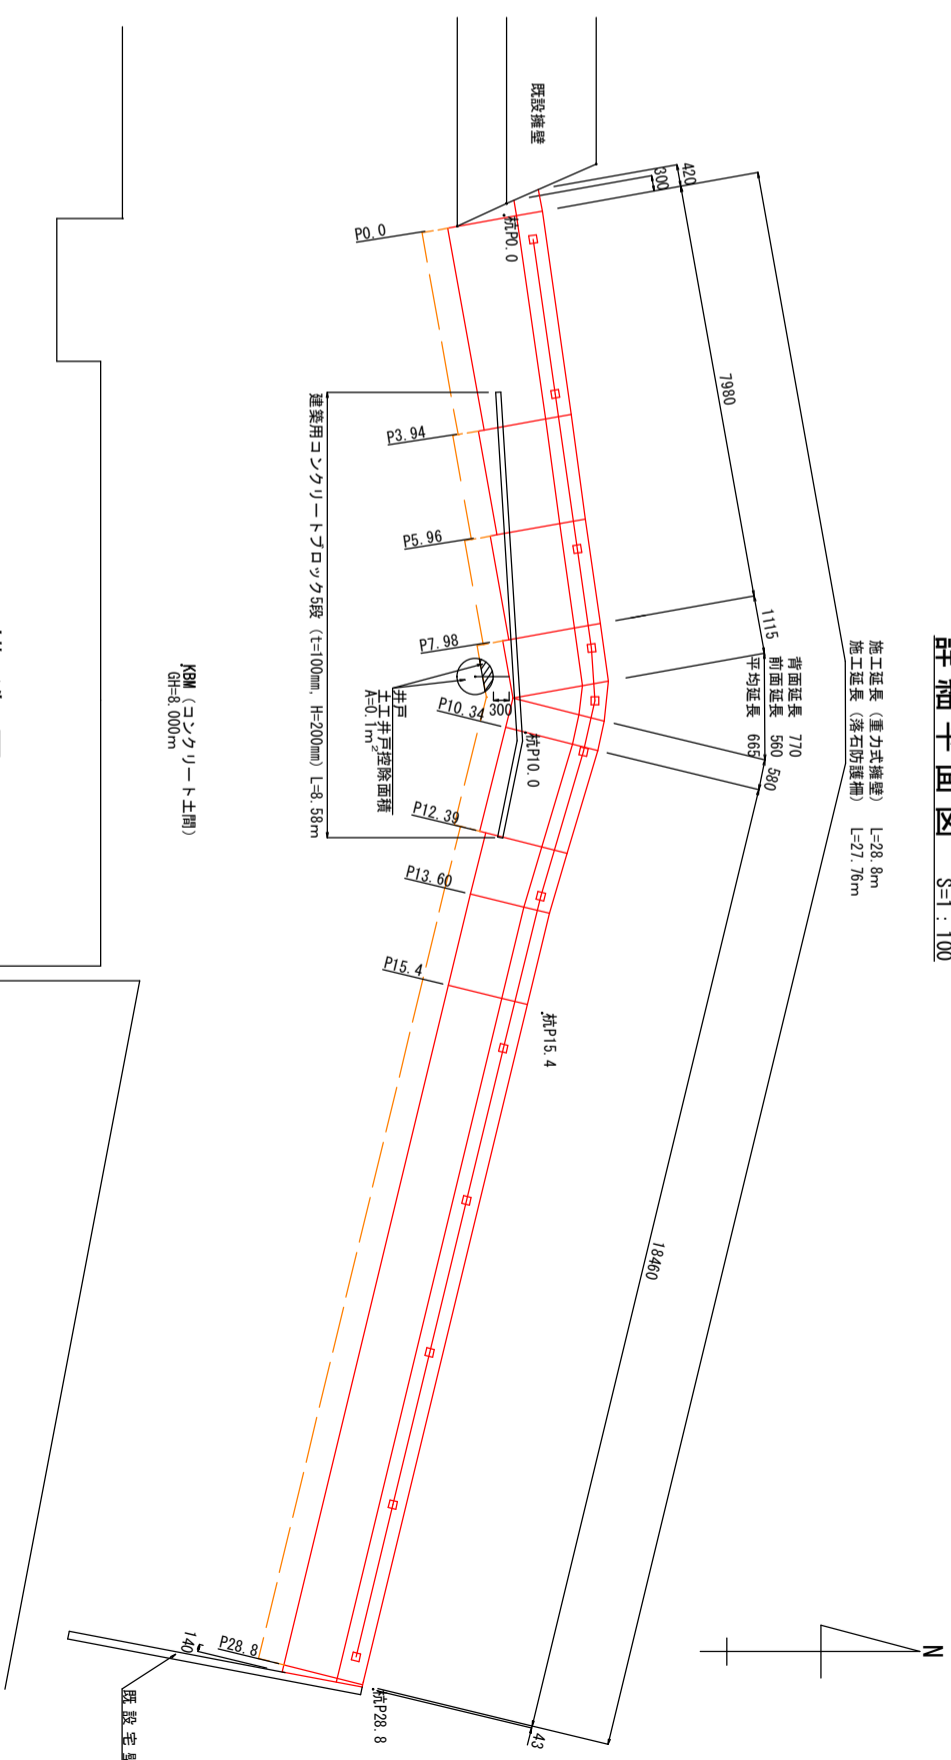 詳細平面図 S=1:100
施工延長（重力式擁壁） L=28.8m
施工延長（落石防護柵） L=27.76m
既設擁壁
420
300
7980
1115
背面延長 770
前面延長 560
平均延長 665
580
18460
43
杭P0.0
P0.0
P3.94
P5.96
P7.98
P10.34
300
杭P10.0
P12.39
P13.60
P15.4
杭P15.4
建築用コンクリートブロック5段 (t=100mm, H=200mm) L=8.58m
井戸
土工井戸控除面積
A=0.1m²
KBM（コンクリート土間）
GH=8.000m
P28.8
杭P28.8
140
N